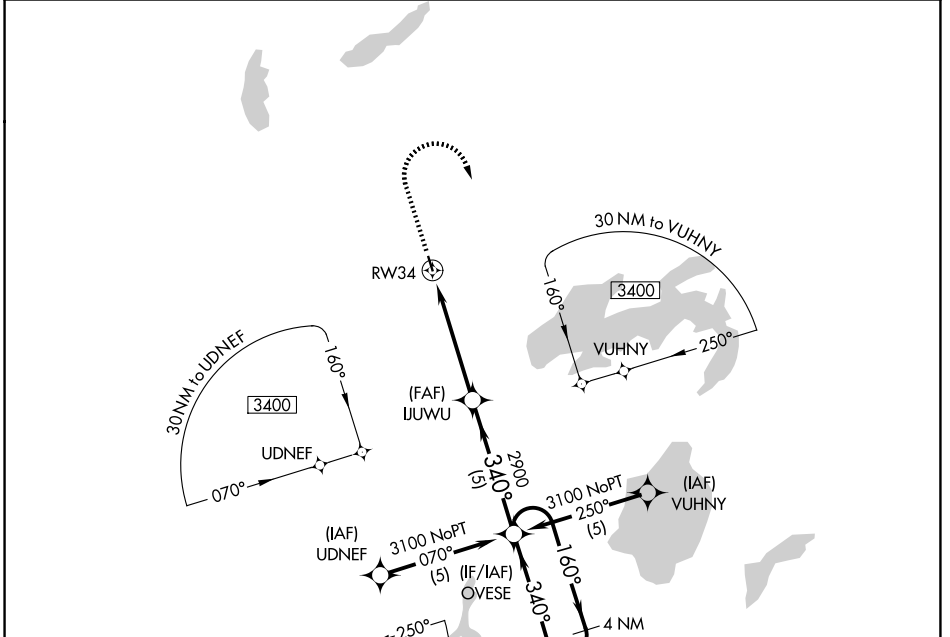 30 NM to VUHNY
RW34
160°
3400
VUHNY
250°
30 NM to UDNEF
160°
(FAF)
IJUWU
3400
UDNEF
070°
2900
340°
(5)
3100 NoPT
250°
(5)
(IAF)
VUHNY
(IAF)
UDNEF
3100 NoPT
070°
(5)
(IF/IAF)
OVESE
160°
340°
4 NM
250°